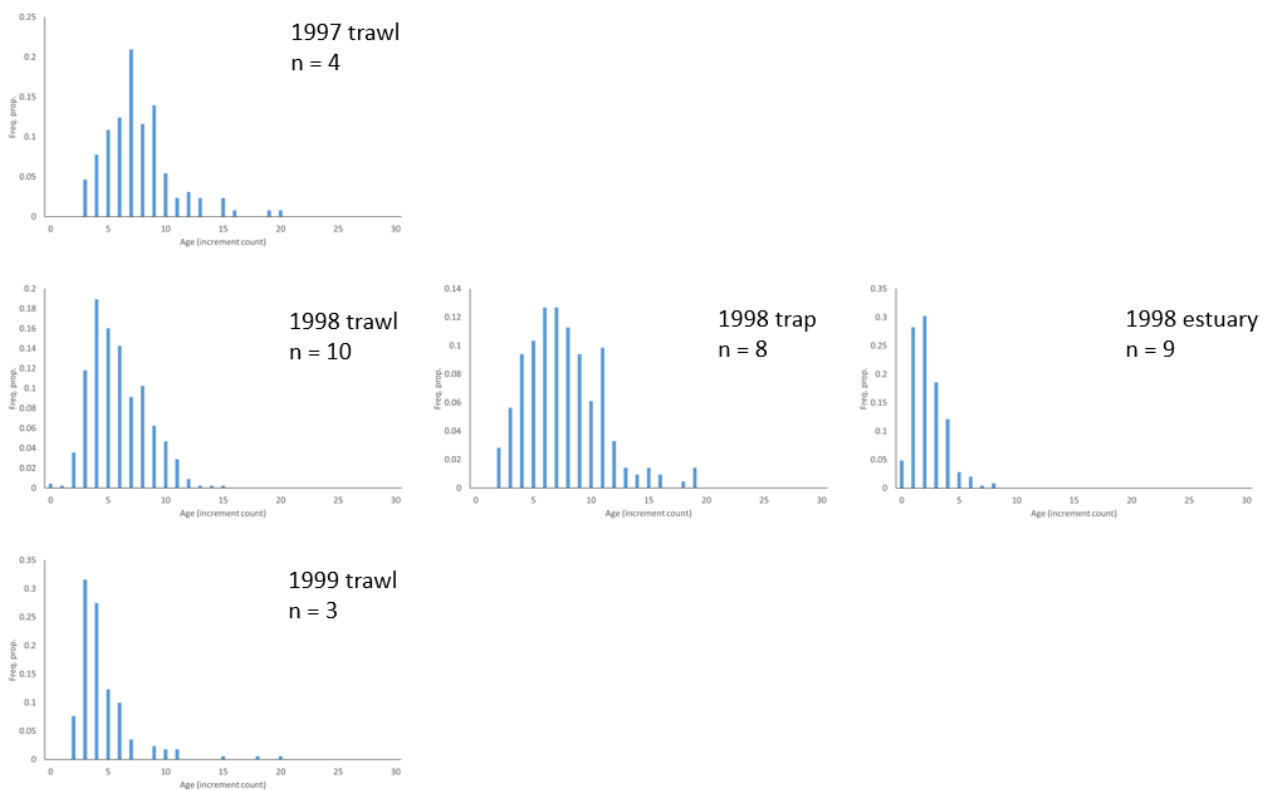 1997 trawl
n = 4
0.25
0.2
0.15
0.1
0.05
0
Freq. prop.
0 5 10 15 20 25 30
Age (increment count)
1998 trawl
n = 10
0.2
0.18
0.16
0.14
0.12
0.1
0.08
0.06
0.04
0.02
0
Freq. prop.
0 5 10 15 20 25 30
Age (increment count)
1998 trap
n = 8
0.14
0.12
0.1
0.08
0.06
0.04
0.02
0
Freq. prop.
0 5 10 15 20 25 30
Age (increment count)
1998 estuary
n = 9
0.35
0.3
0.25
0.2
0.15
0.1
0.05
0
Freq. prop.
0 5 10 15 20 25 30
Age (increment count)
1999 trawl
n = 3
0.35
0.3
0.25
0.2
0.15
0.1
0.05
0
Freq. prop.
0 5 10 15 20 25 30
Age (increment count)